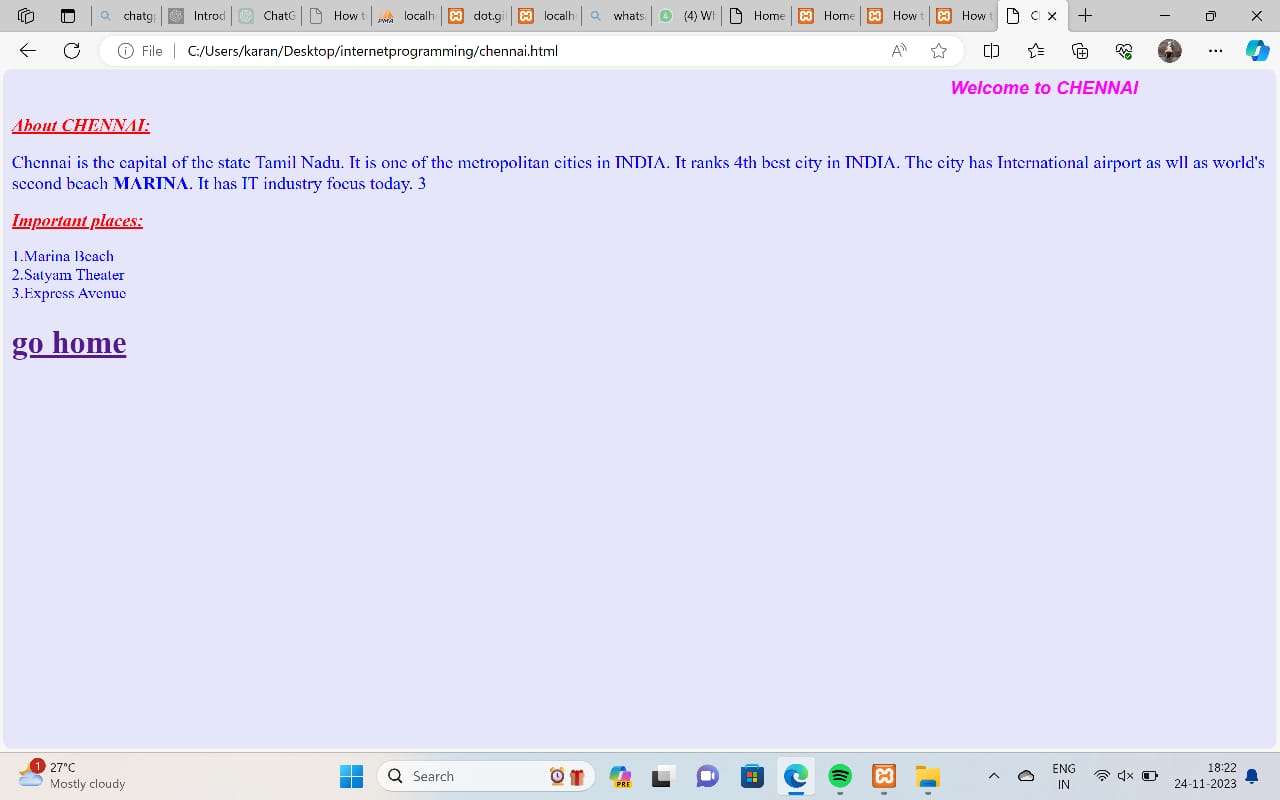 chatg
Introd
ChatG
How t
localh
dot.gi
localh
whats
(4) Wh
Home
Home
How t
How t
Cl
File
C:/Users/karan/Desktop/internetprogramming/chennai.html
Welcome to CHENNAI
About CHENNAI:
Chennai is the capital of the state Tamil Nadu. It is one of the metropolitan cities in INDIA. It ranks 4th best city in INDIA. The city has International airport as wll as world's
second beach MARINA. It has IT industry focus today. 3
Important places:
1.Marina Beach
2.Satyam Theater
3.Express Avenue
go home
1
27°C
Mostly cloudy
Search
PRE
ENG
IN
18:22
24-11-2023